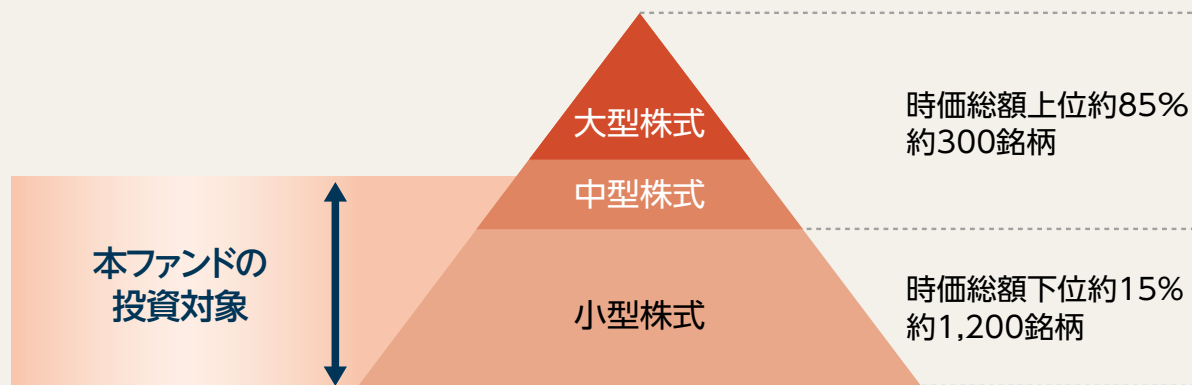 大型株式
中型株式
小型株式
時価総額上位約85%
約300銘柄
本ファンドの
投資対象
時価総額下位約15%
約1,200銘柄